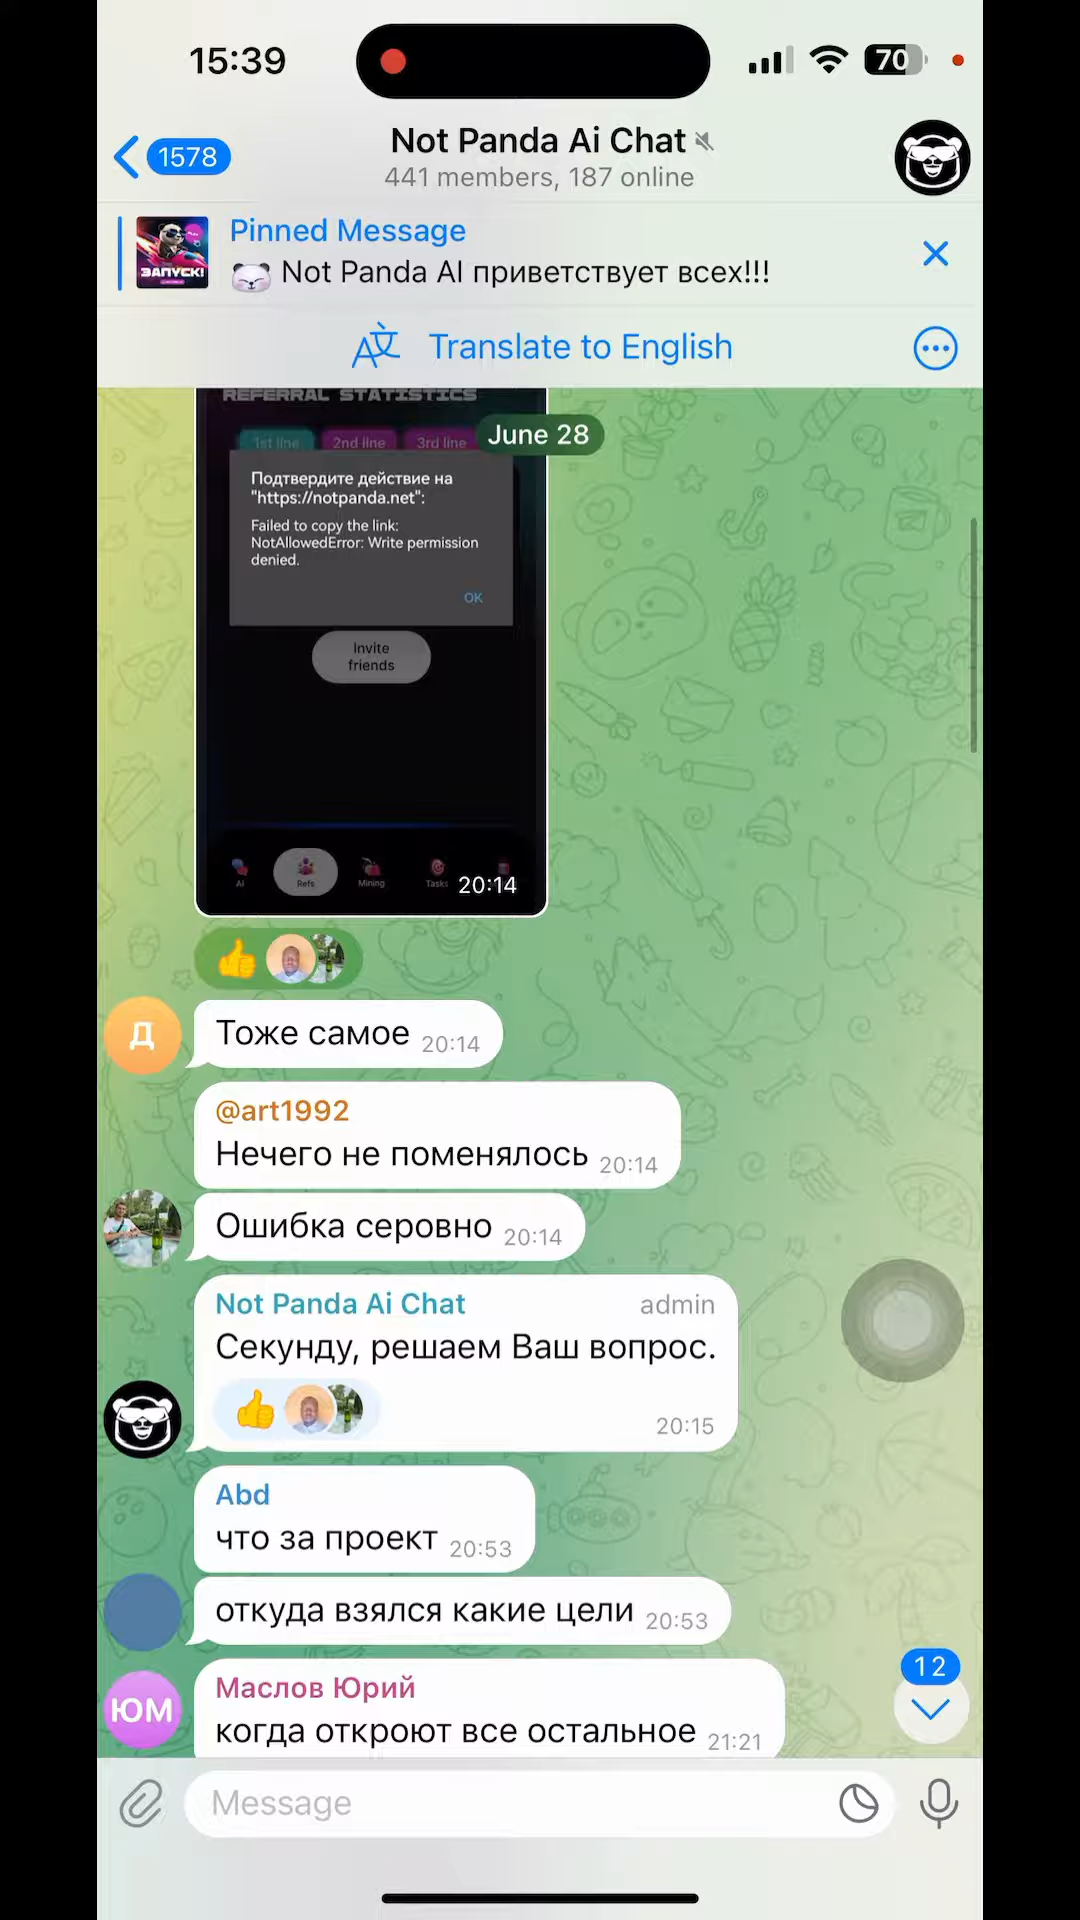 15:39
70
1578
Not Panda Ai Chat
441 members, 187 online
Pinned Message
Not Panda AI приветствует всех!!!
ЗАПУСК!
Translate to English
REFERRAL STATISTICS
June 28
1st line
2nd line
3rd line
Подтвердите действие на
"https://notpanda.net":
Failed to copy the link:
NotAllowedError: Write permission
denied.
OK
Invite
friends
AI
Refs
Mining
Tasks
20:14
Д
Тоже самое 20:14
@art1992
Нечего не поменялось 20:14
Ошибка серовно 20:14
Not Panda Ai Chat admin
Секунду, решаем Ваш вопрос.
20:15
Abd
что за проект 20:53
откуда взялся какие цели 20:53
12
Маслов Юрий
ЮМ
когда откроют все остальное 21:21
Message